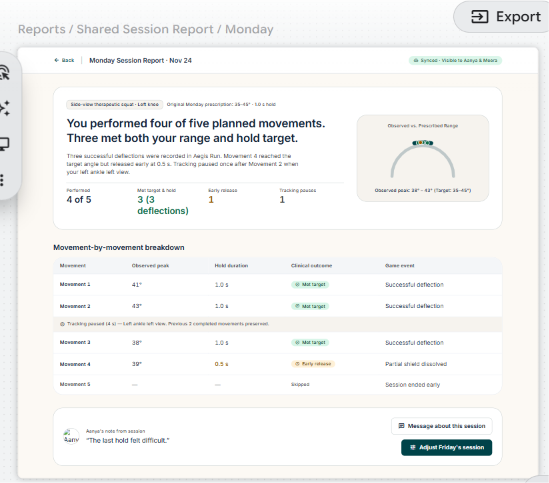 Reports / Shared Session Report / Monday
Export
Back
Monday Session Report · Nov 24
Synced · Visible to Aanya & Meera
Side-view therapeutic squat · Left knee
Original Monday prescription: 35–45° · 1.0 s hold
You performed four of five planned movements.
Three met both your range and hold target.
Three successful deflections were recorded in Aegis Run. Movement 4 reached the
target angle but released early at 0.5 s. Tracking paused once after Movement 2 when
your left ankle left view.
Performed
4 of 5
Met target & hold
3 (3
deflections)
Early release
1
Tracking pauses
1
Observed vs. Prescribed Range
Observed peak: 38° – 43° (Target: 35–45°)
Movement-by-movement breakdown
Movement Observed peak Hold duration Clinical outcome Game event
Movement 1 41° 1.0 s Met target Successful deflection
Movement 2 43° 1.0 s Met target Successful deflection
Tracking paused (4 s) — Left ankle left view. Previous 2 completed movements preserved.
Movement 3 38° 1.0 s Met target Successful deflection
Movement 4 39° 0.5 s Early release Partial shield dissolved
Movement 5 — — Skipped Session ended early
Aanya's note from session
"The last hold felt difficult."
Message about this session
Adjust Friday's session